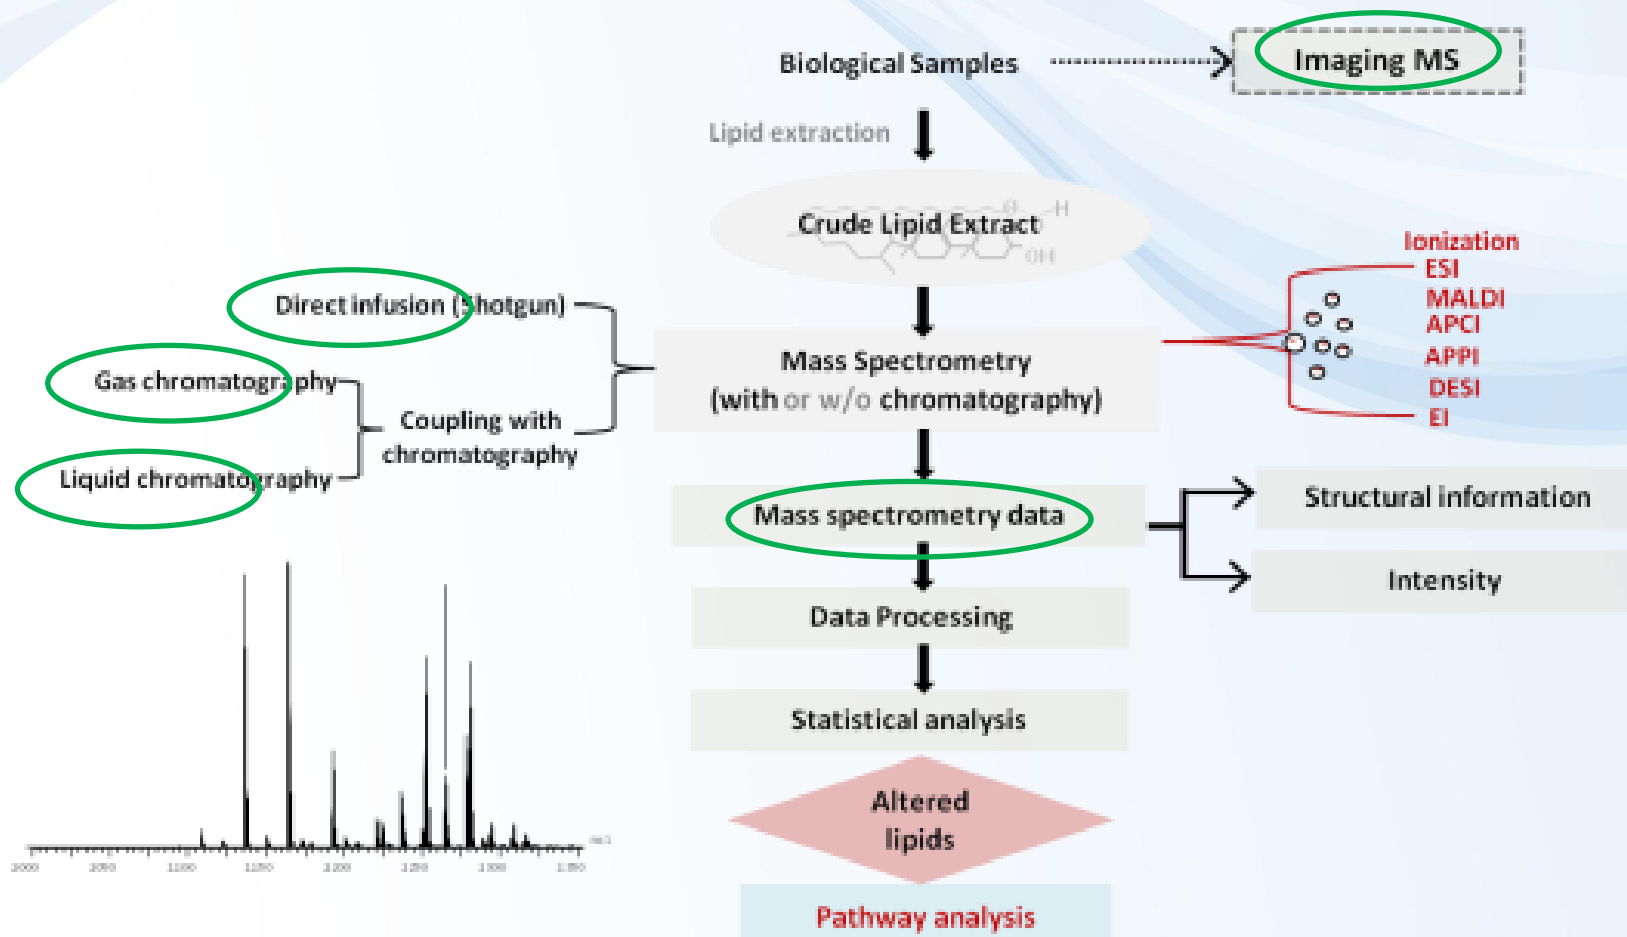 Biological Samples
Imaging MS
Lipid extraction
Crude Lipid Extract
O
H
OH
Ionization
ESI
MALDI
APCI
APPI
DESI
EI
Direct infusion (Shotgun)
Gas chromatography
Coupling with
chromatography
Liquid chromatography
Mass Spectrometry
(with or w/o chromatography)
Mass spectrometry data
Structural information
Intensity
Data Processing
Statistical analysis
Altered
lipids
Pathway analysis